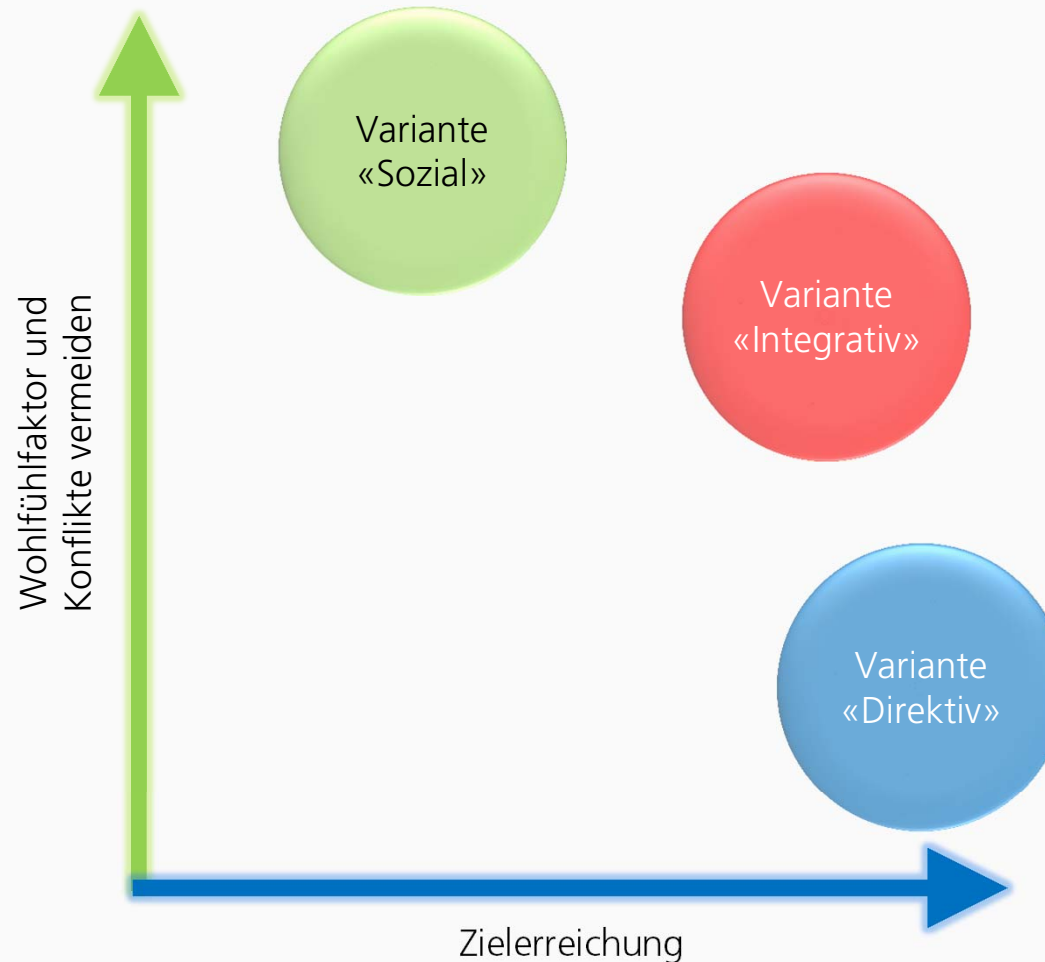 Variante
«Sozial»
Variante
«Integrativ»
Wohlfühlfaktor und
Konflikte vermeiden
Variante
«Direktiv»
Zielerreichung